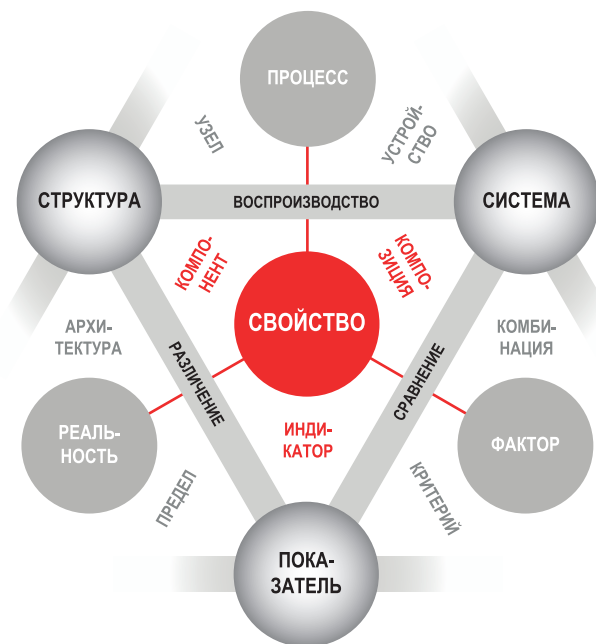 ПРОЦЕСС
УЗЕЛ
УСТРОЙ-
СТВО
СТРУКТУРА
ВОСПРОИЗВОДСТВО
СИСТЕМА
КОМПО-
НЕНТ
КОМПО-
ЗИЦИЯ
СВОЙСТВО
АРХИ-
ТЕКТУРА
РАЗЛИЧЕНИЕ
СРАВНЕНИЕ
КОМБИ-
НАЦИЯ
РЕАЛЬ-
НОСТЬ
ИНДИ-
КАТОР
ФАКТОР
ПРЕДЕЛ
КРИТЕРИЙ
ПОКА-
ЗАТЕЛЬ